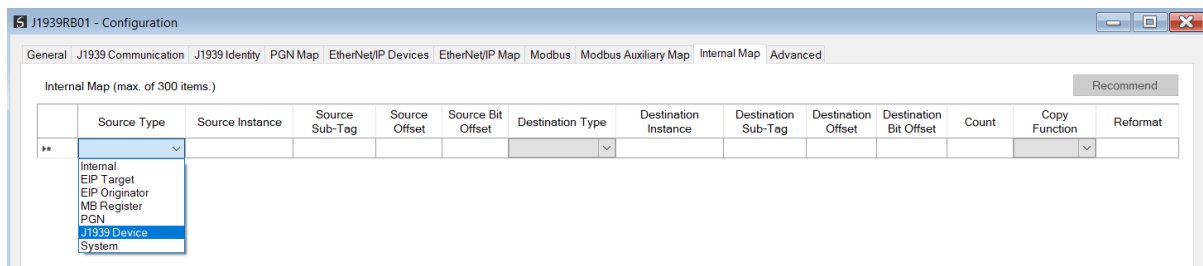 J1939RB01 - Configuration
General J1939 Communication J1939 Identity PGN Map EtherNet/IP Devices EtherNet/IP Map Modbus Modbus Auxiliary Map Internal Map Advanced
Internal Map (max. of 300 items.) Recommend
Source Type Source Instance Source Sub-Tag Source Offset Source Bit Offset Destination Type Destination Instance Destination Sub-Tag Destination Offset Destination Bit Offset Count Copy Function Reformat
Internal
EIP Target
EIP Originator
MB Register
PGN
J1939 Device
System